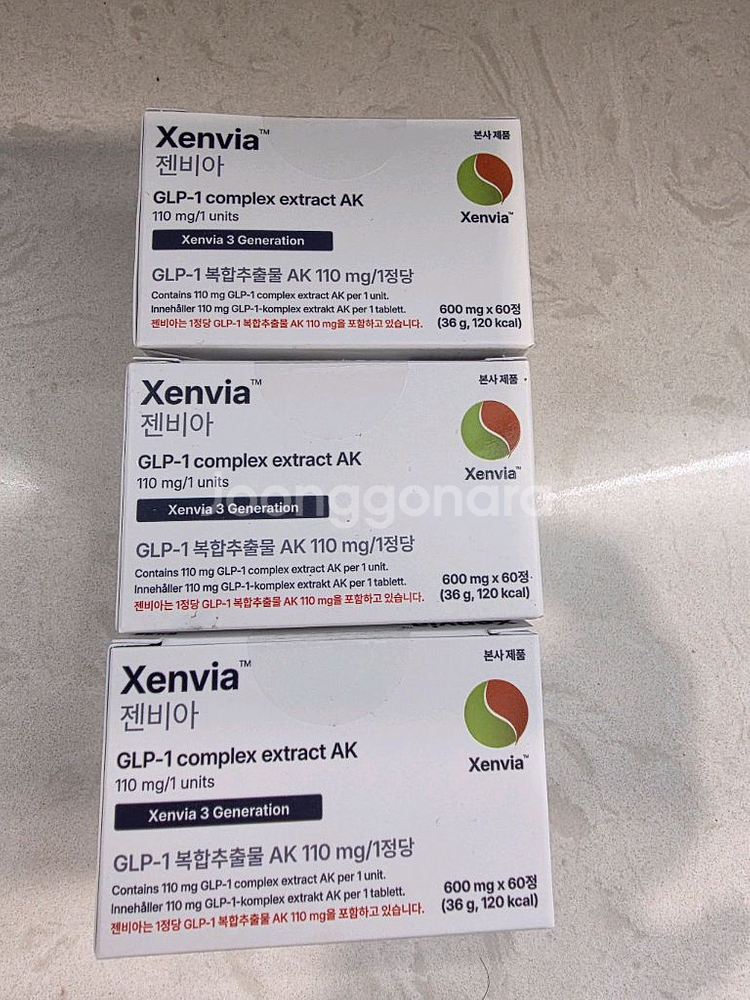 Xenvia™
젠비아
본사 제품
Xenvia™
GLP-1 complex extract AK
110 mg/1 units
Xenvia 3 Generation
GLP-1 복합추출물 AK 110 mg/1정당
Contains 110 mg GLP-1 complex extract AK per 1 unit.
Innehåller 110 mg GLP-1-komplex extrakt AK per 1 tablett.
젠비아는 1정당 GLP-1 복합추출물 AK 110 mg을 포함하고 있습니다.
600 mg x 60정
(36 g, 120 kcal)
Xenvia™
젠비아
본사 제품
Xenvia™
GLP-1 complex extract AK
110 mg/1 units
Xenvia 3 Generation
joonggonara
GLP-1 복합추출물 AK 110 mg/1정당
Contains 110 mg GLP-1 complex extract AK per 1 unit.
Innehåller 110 mg GLP-1-komplex extrakt AK per 1 tablett.
젠비아는 1정당 GLP-1 복합추출물 AK 110 mg을 포함하고 있습니다.
600 mg x 60정
(36 g, 120 kcal)
Xenvia™
Xenvia™
젠비아
본사 제품
Xenvia™
GLP-1 complex extract AK
110 mg/1 units
Xenvia 3 Generation
GLP-1 복합추출물 AK 110 mg/1정당
Contains 110 mg GLP-1 complex extract AK per 1 unit.
Innehåller 110 mg GLP-1-komplex extrakt AK per 1 tablett.
젠비아는 1정당 GLP-1 복합추출물 AK 110 mg을 포함하고 있습니다.
600 mg x 60정
(36 g, 120 kcal)